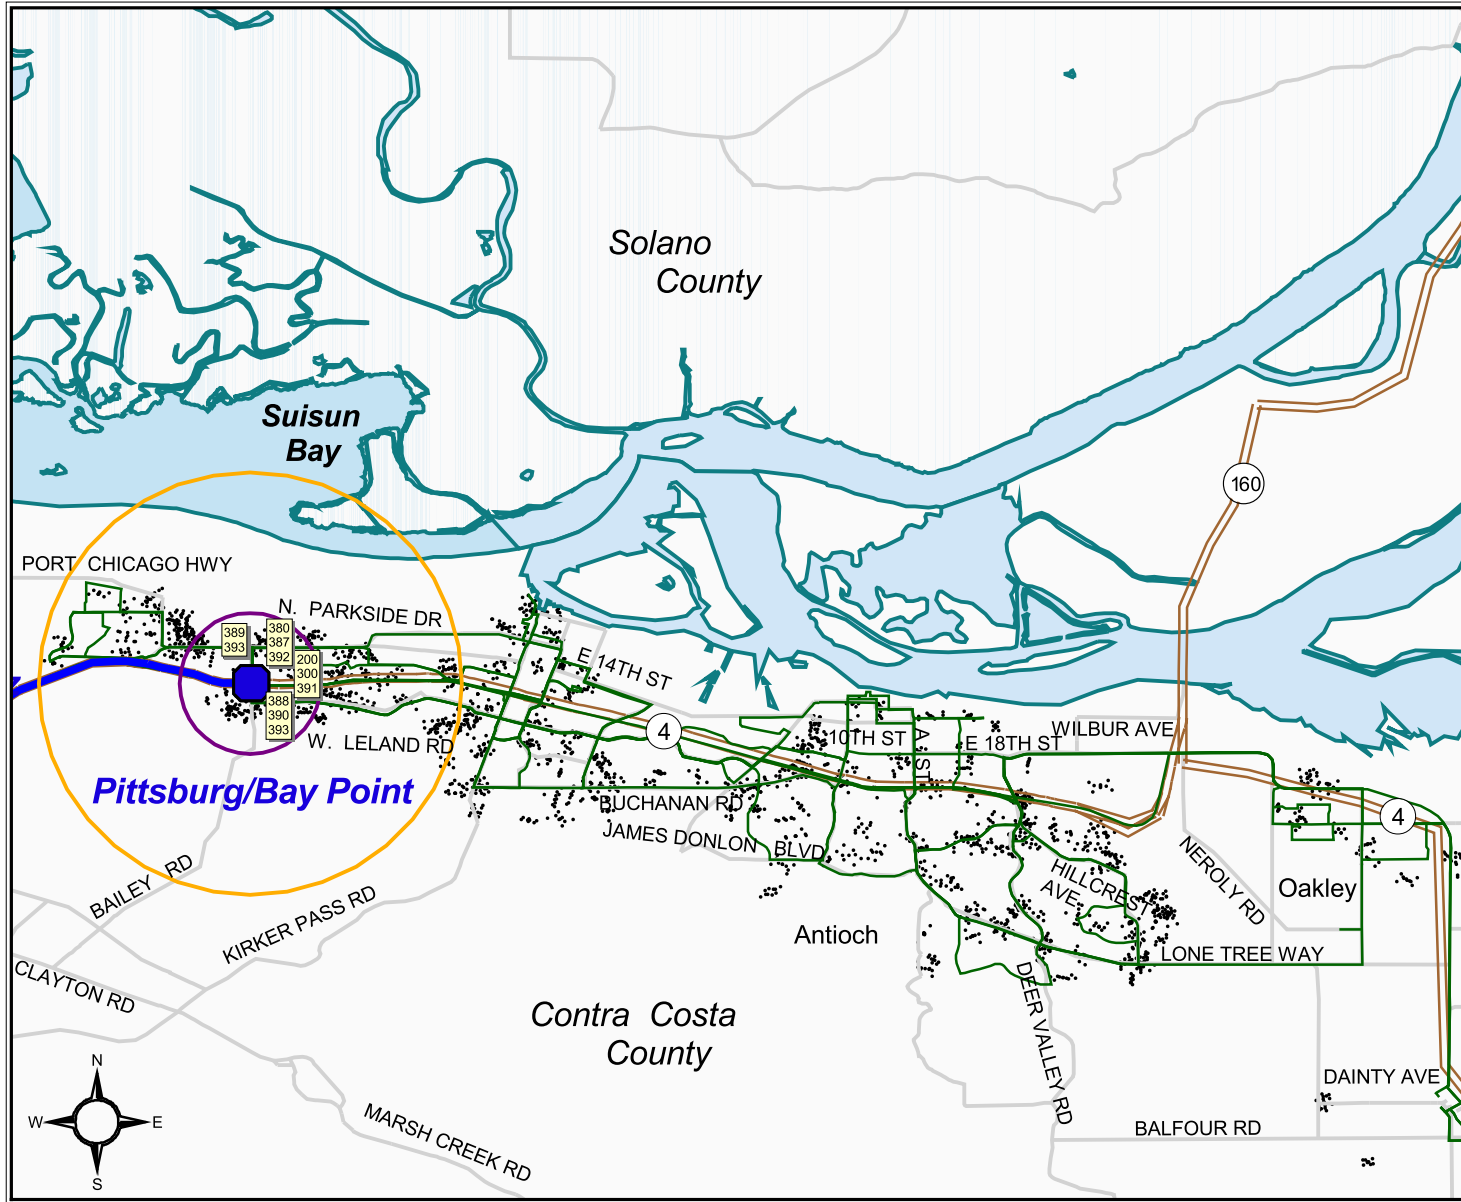 Solano
County
Suisun
Bay
160
PORT CHICAGO HWY
N. PARKSIDE DR
389
393
380
387
392
200
300
391
388
390
393
E 14TH ST
W. LELAND RD
4
10TH ST
A ST
E 18TH ST
WILBUR AVE
Pittsburg/Bay Point
BUCHANAN RD
JAMES DONLON BLVD
4
HILLCREST
AVE
NEROLY RD
Oakley
BAILEY RD
KIRKER PASS RD
Antioch
LONE TREE WAY
CLAYTON RD
DEER VALLEY RD
Contra Costa
County
N
W
E
S
DAINTY AVE
MARSH CREEK RD
BALFOUR RD